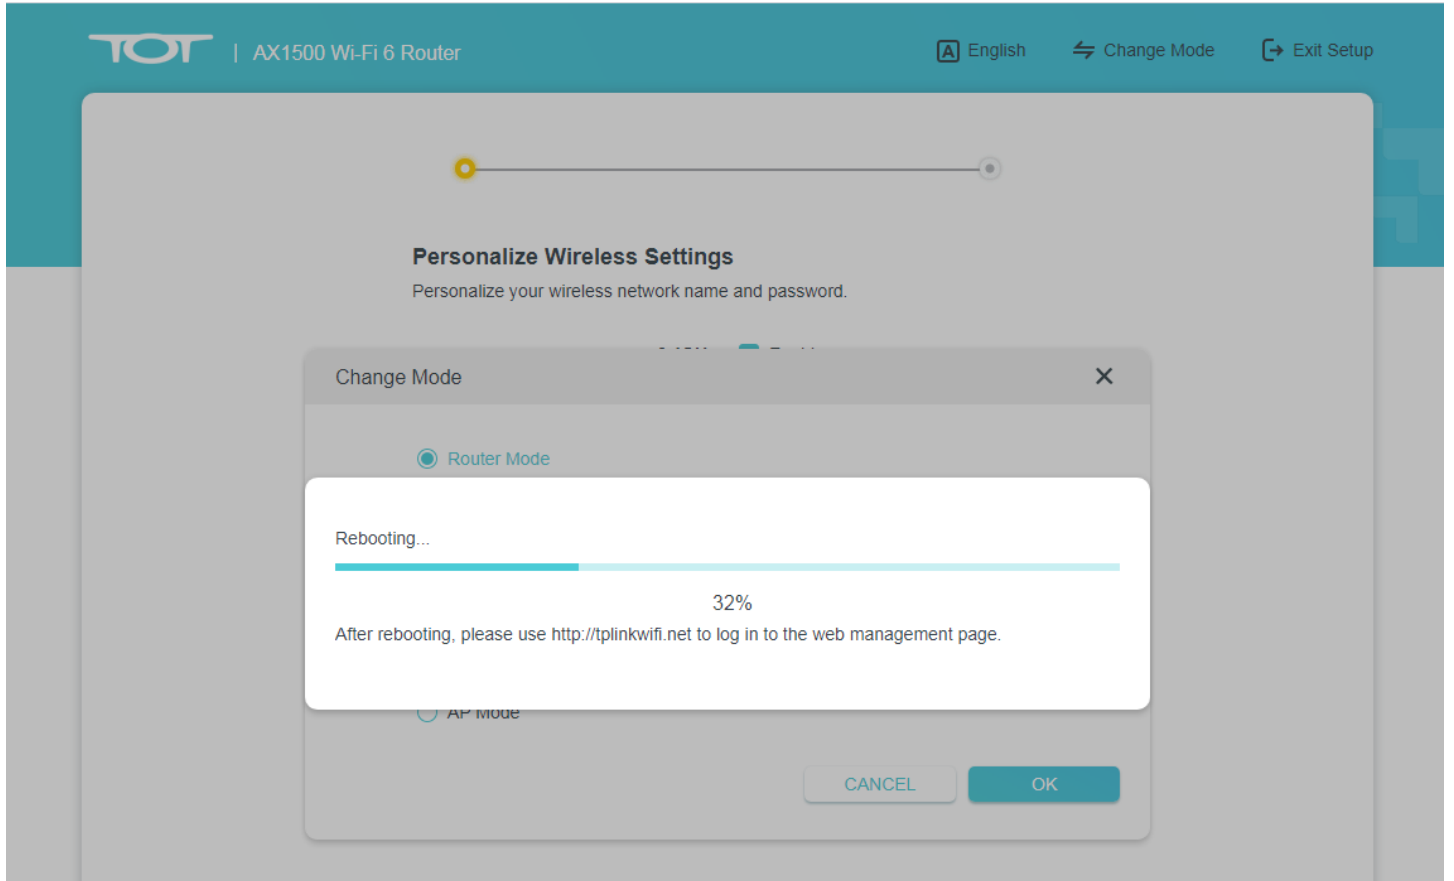 TOT | AX1500 Wi-Fi 6 Router
A English
Change Mode
Exit Setup
Personalize Wireless Settings
Personalize your wireless network name and password.
Change Mode
Router Mode
Rebooting...
32%
After rebooting, please use http://tplinkwifi.net to log in to the web management page.
AP Mode
CANCEL
OK